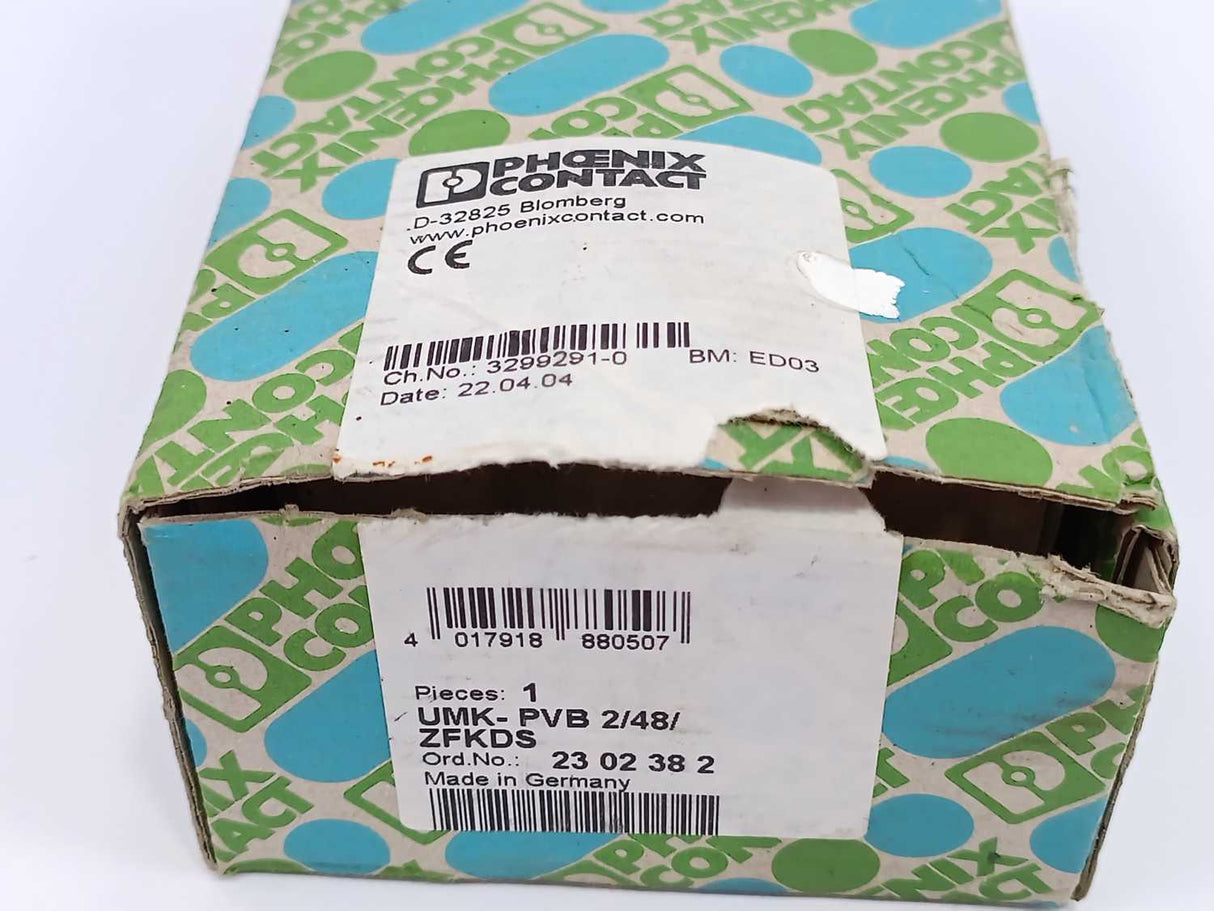 PHŒNIX
CONTACT
D-32825 Blomberg
www.phoenixcontact.com
CE
Ch.No.: 3299291-0 BM: ED03
Date: 22.04.04
4 017918 880507
Pieces: 1
UMK- PVB 2/48/
ZFKDS
Ord.No.: 23 02 38 2
Made in Germany